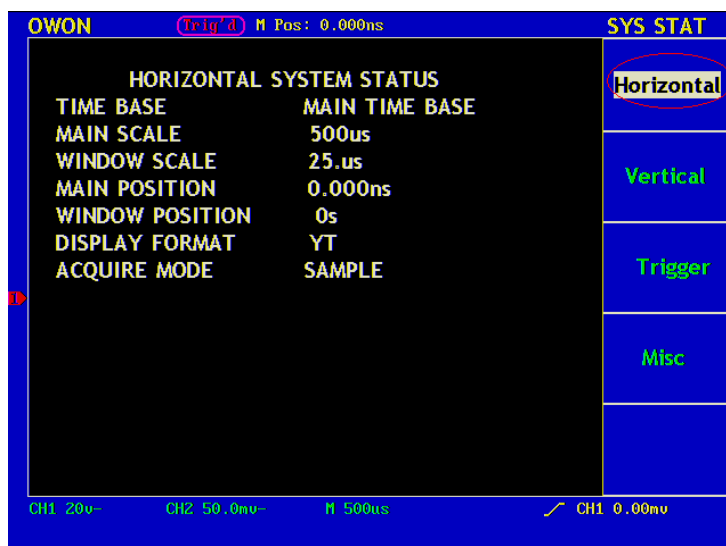 OWON Trig'd M Pos: 0.000ns SYS STAT
HORIZONTAL SYSTEM STATUS
TIME BASE MAIN TIME BASE
MAIN SCALE 500us
WINDOW SCALE 25.us
MAIN POSITION 0.000ns
WINDOW POSITION 0s
DISPLAY FORMAT YT
ACQUIRE MODE SAMPLE
Horizontal
Vertical
Trigger
Misc
1
CH1 20v- CH2 50.0mv- M 500us CH1 0.00mv